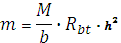 m = M/b · R_bt · h²